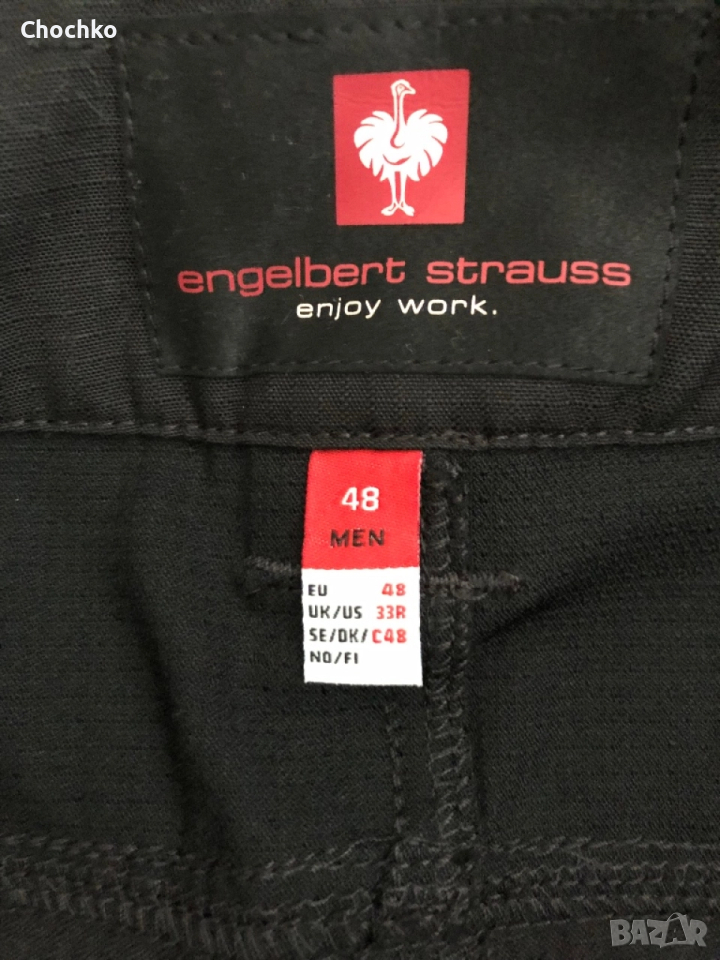 Chochko
engelbert strauss
enjoy work.
48
MEN
EU 48
UK/US 33R
SE/DK/ C48
NO/FI
BAZAR